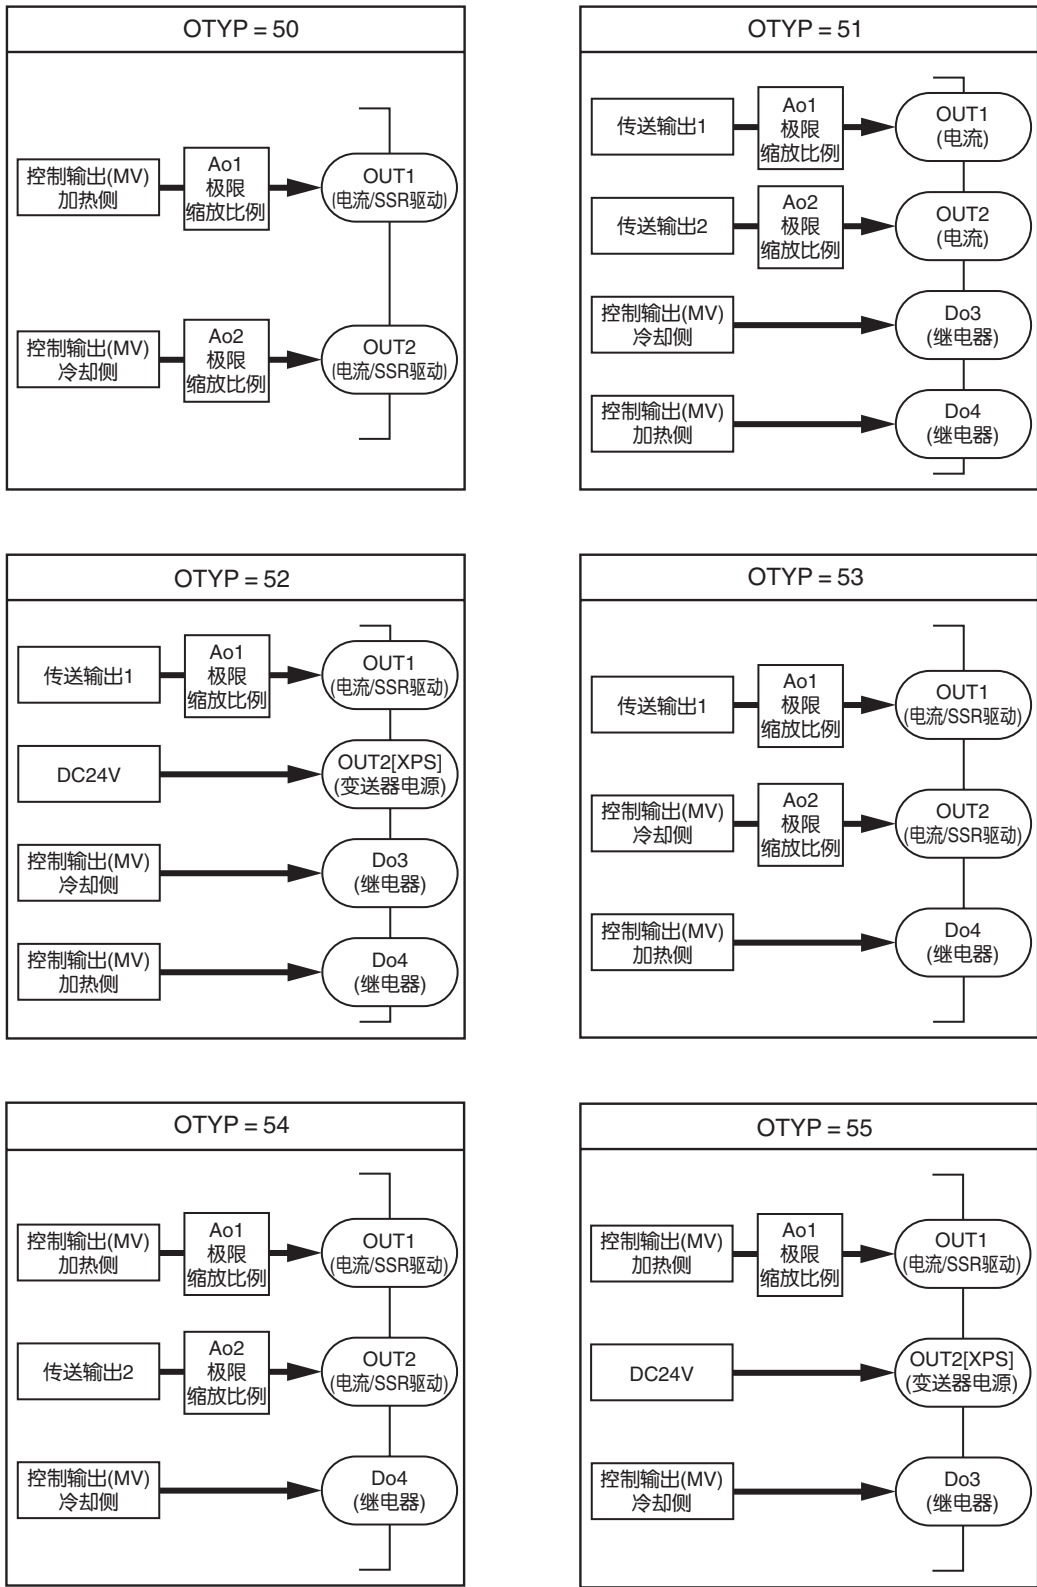 OTYP = 50
控制输出(MV)
加热侧
Ao1
极限
缩放比例
OUT1
(电流/SSR驱动)
控制输出(MV)
冷却侧
Ao2
极限
缩放比例
OUT2
(电流/SSR驱动)
OTYP = 51
传送输出1
Ao1
极限
缩放比例
OUT1
(电流)
传送输出2
Ao2
极限
缩放比例
OUT2
(电流)
控制输出(MV)
冷却侧
Do3
(继电器)
控制输出(MV)
加热侧
Do4
(继电器)
OTYP = 52
传送输出1
Ao1
极限
缩放比例
OUT1
(电流/SSR驱动)
DC24V
OUT2[XPS]
(变送器电源)
控制输出(MV)
冷却侧
Do3
(继电器)
控制输出(MV)
加热侧
Do4
(继电器)
OTYP = 53
传送输出1
Ao1
极限
缩放比例
OUT1
(电流/SSR驱动)
控制输出(MV)
冷却侧
Ao2
极限
缩放比例
OUT2
(电流/SSR驱动)
控制输出(MV)
加热侧
Do4
(继电器)
OTYP = 54
控制输出(MV)
加热侧
Ao1
极限
缩放比例
OUT1
(电流/SSR驱动)
传送输出2
Ao2
极限
缩放比例
OUT2
(电流/SSR驱动)
控制输出(MV)
冷却侧
Do4
(继电器)
OTYP = 55
控制输出(MV)
加热侧
Ao1
极限
缩放比例
OUT1
(电流/SSR驱动)
DC24V
OUT2[XPS]
(变送器电源)
控制输出(MV)
冷却侧
Do3
(继电器)